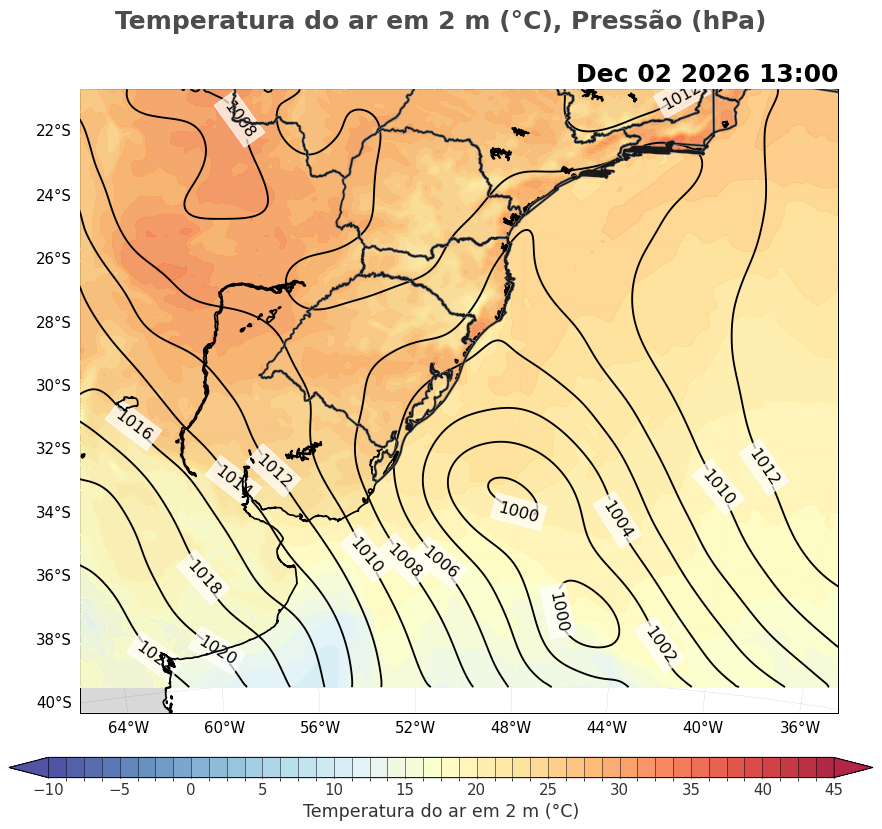 Temperatura do ar em 2 m (°C), Pressão (hPa)
Dec 02 2026 13:00
1012
1008
22°S
24°S
26°S
28°S
30°S
32°S
34°S
36°S
38°S
40°S
1016
1014
1012
1012
1010
1000
1004
1010
1008
1006
1018
1000
1002
1020
64°W
60°W
56°W
52°W
48°W
44°W
40°W
36°W
−10
−5
0
5
10
15
20
25
30
35
40
45
Temperatura do ar em 2 m (°C)